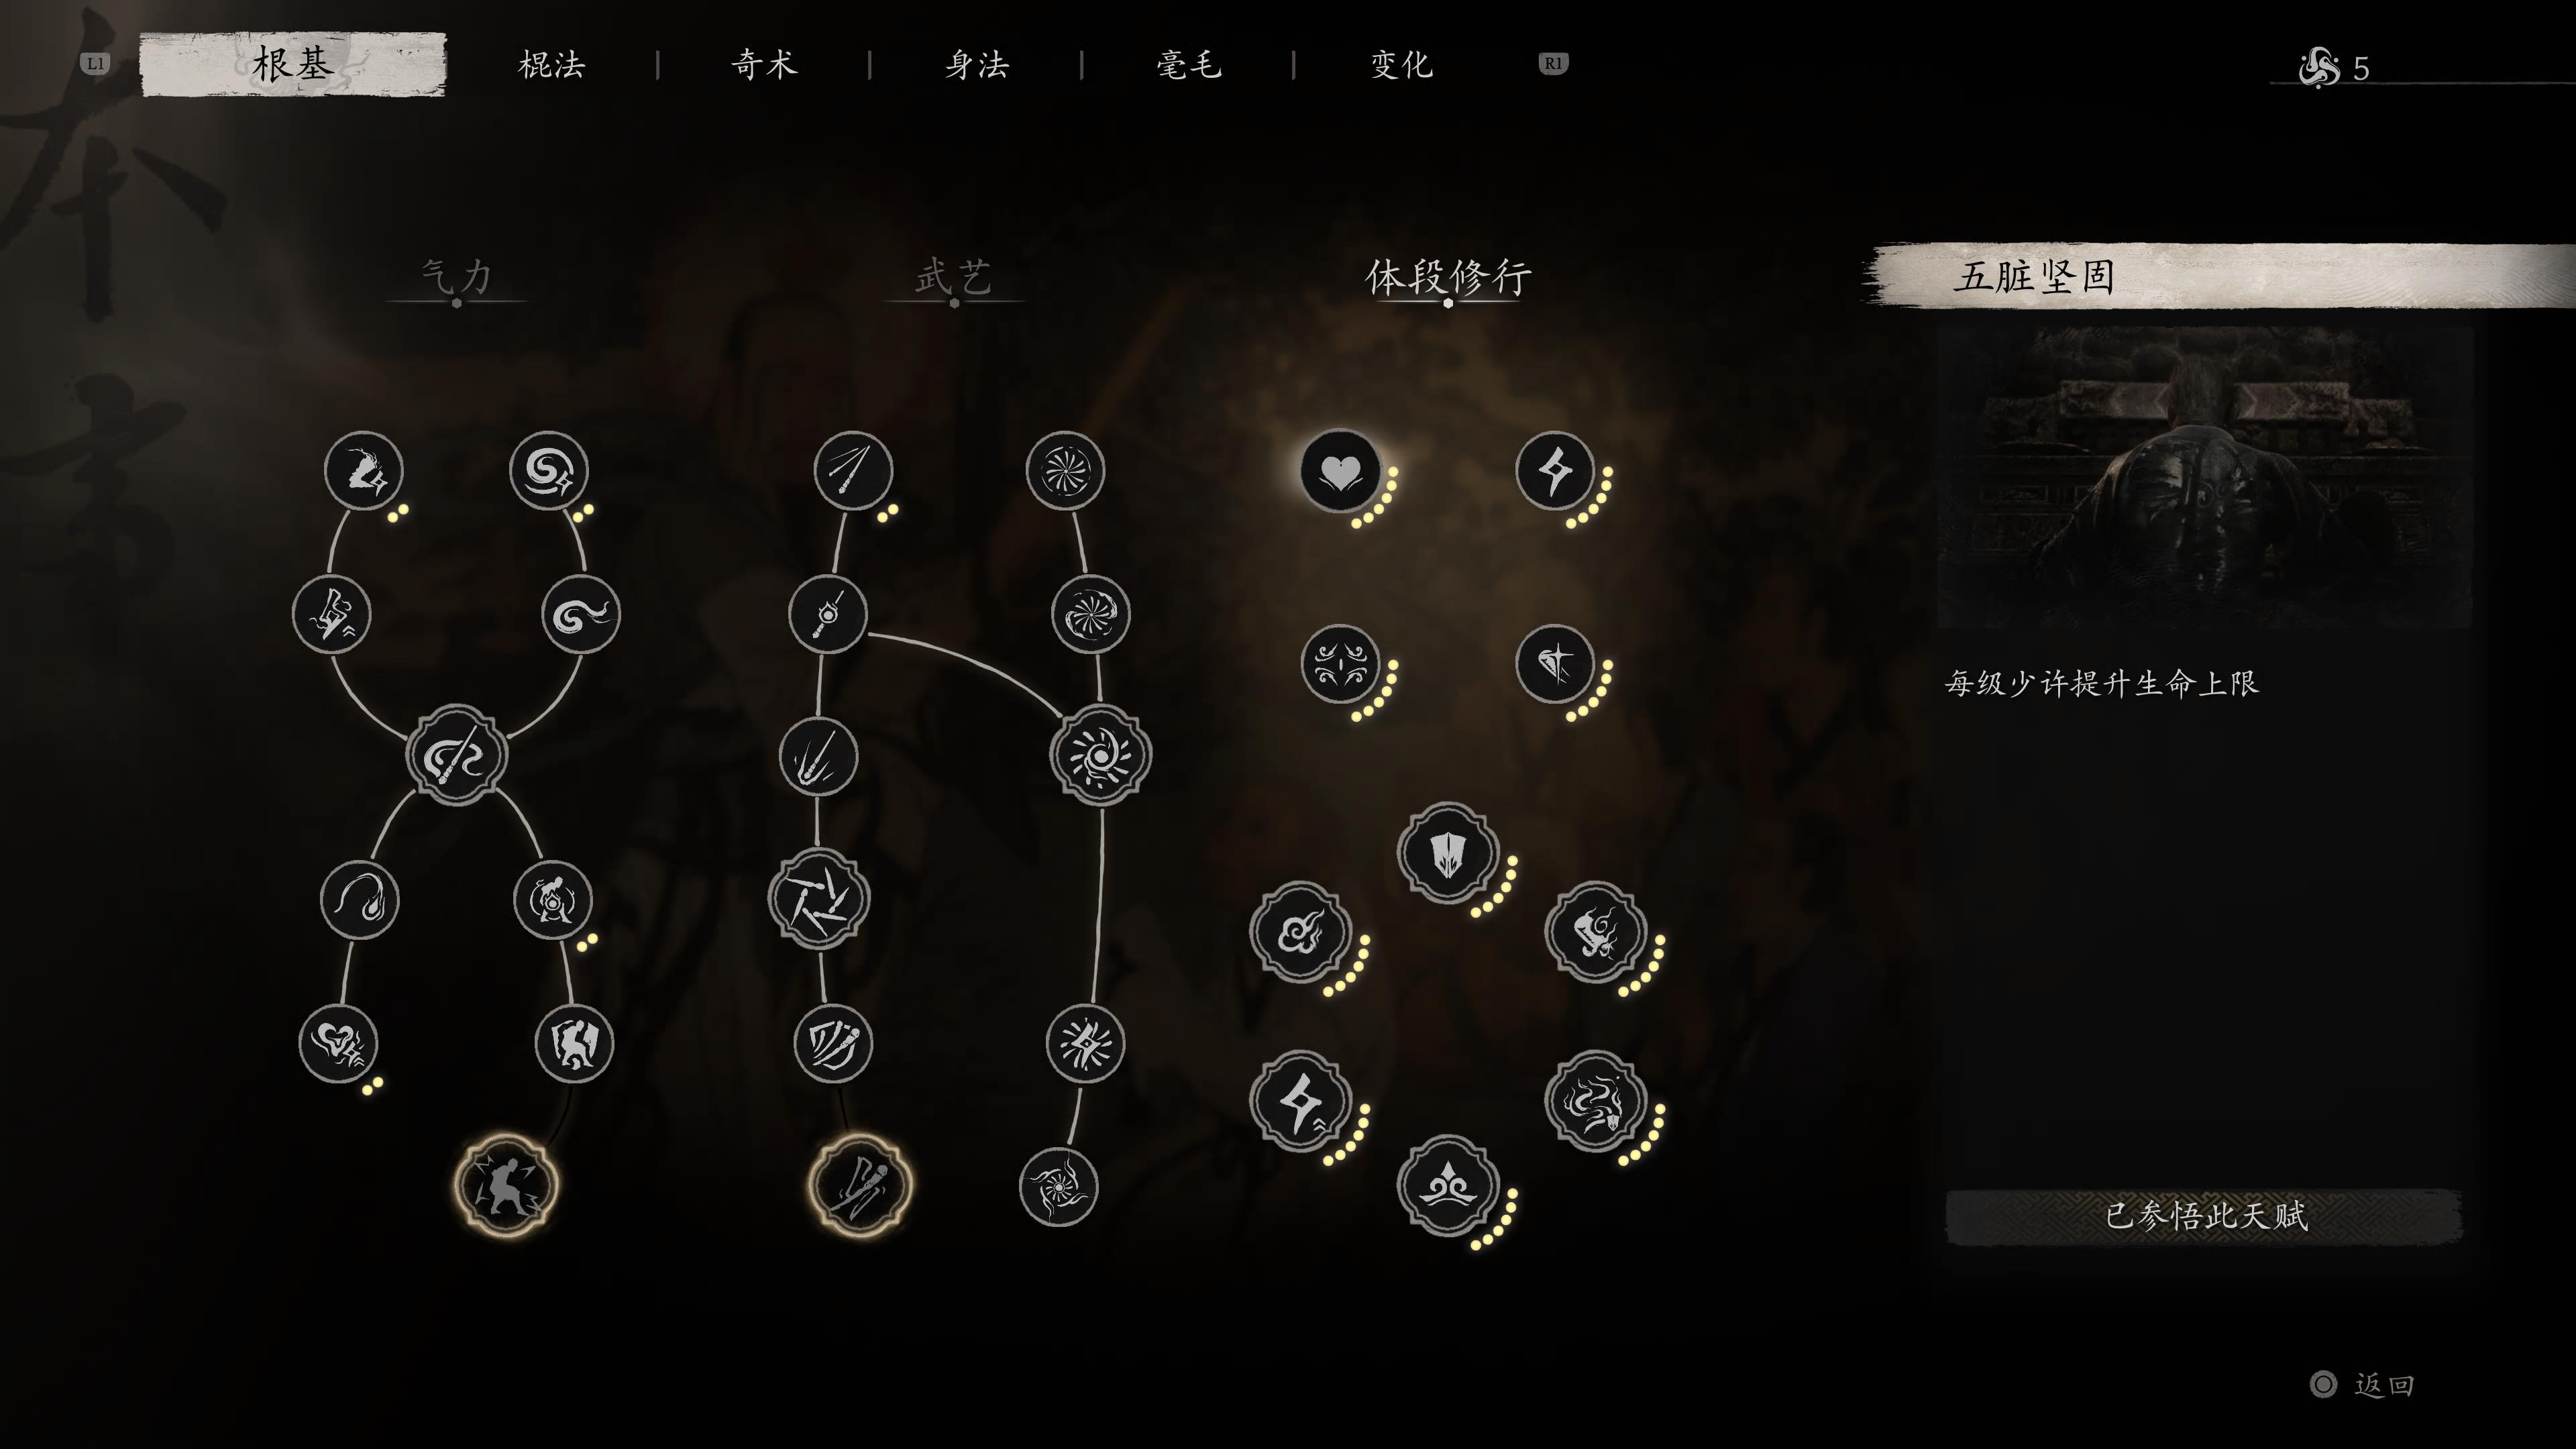 L1 根基 棍法 奇术 身法 毫毛 变化 R1 5
气力 武艺 体段修行
五脏坚固
每级少许提升生命上限
已参悟此天赋
返回